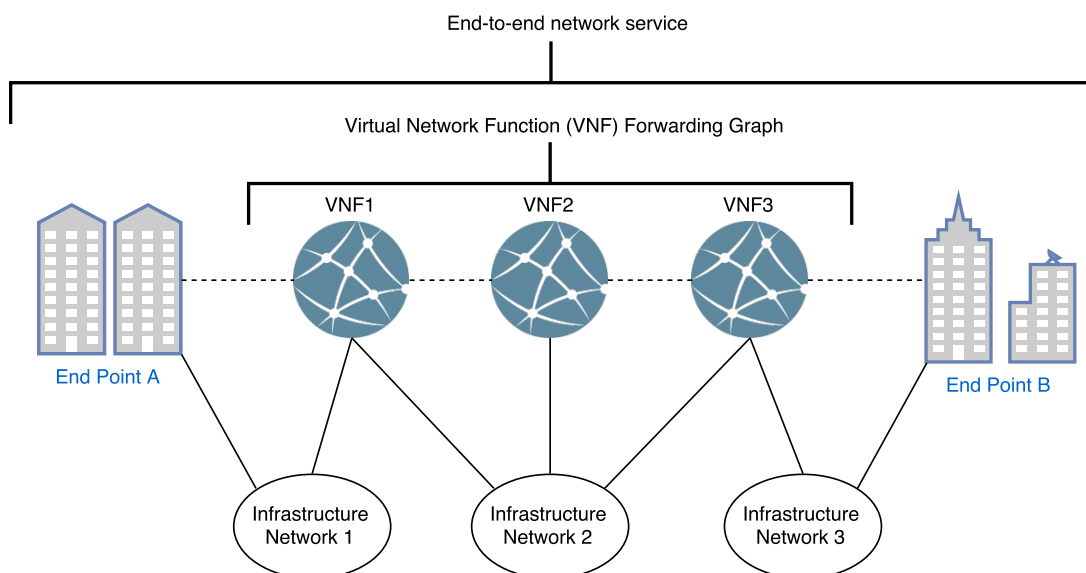 End-to-end network service
Virtual Network Function (VNF) Forwarding Graph
VNF1
VNF2
VNF3
End Point A
End Point B
Infrastructure
Network 1
Infrastructure
Network 2
Infrastructure
Network 3